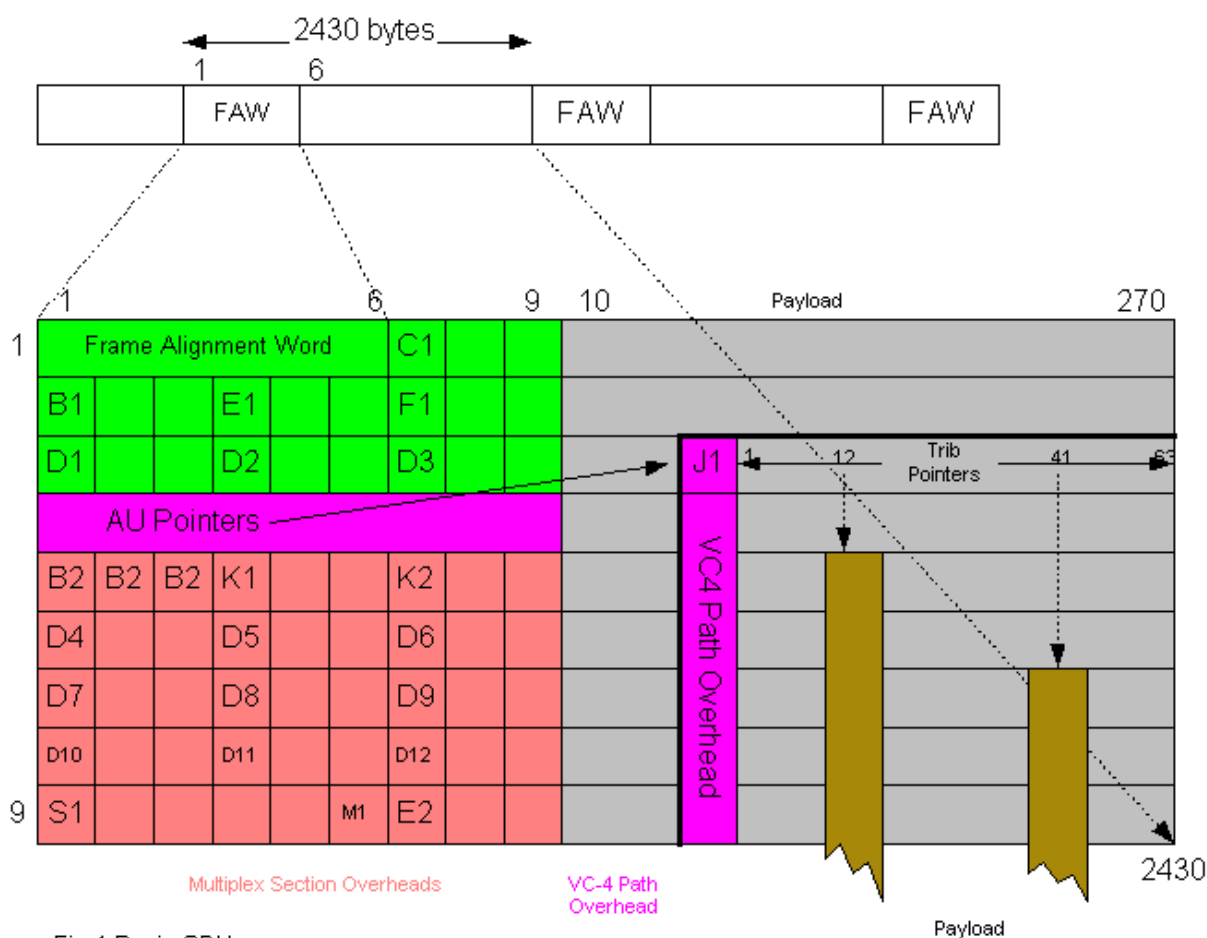 2430 bytes
1 6
FAW FAW FAW
1 6 9 10 Payload 270
1 Frame Alignment Word C1
B1 E1 F1
D1 D2 D3 J1 1 12 Trib Pointers 41 63
AU Pointers
VC4 Path Overhead
B2 B2 B2 K1 K2
D4 D5 D6
D7 D8 D9
D10 D11 D12
9 S1 M1 E2
2430
Multiplex Section Overheads
VC-4 Path
Overhead
Payload